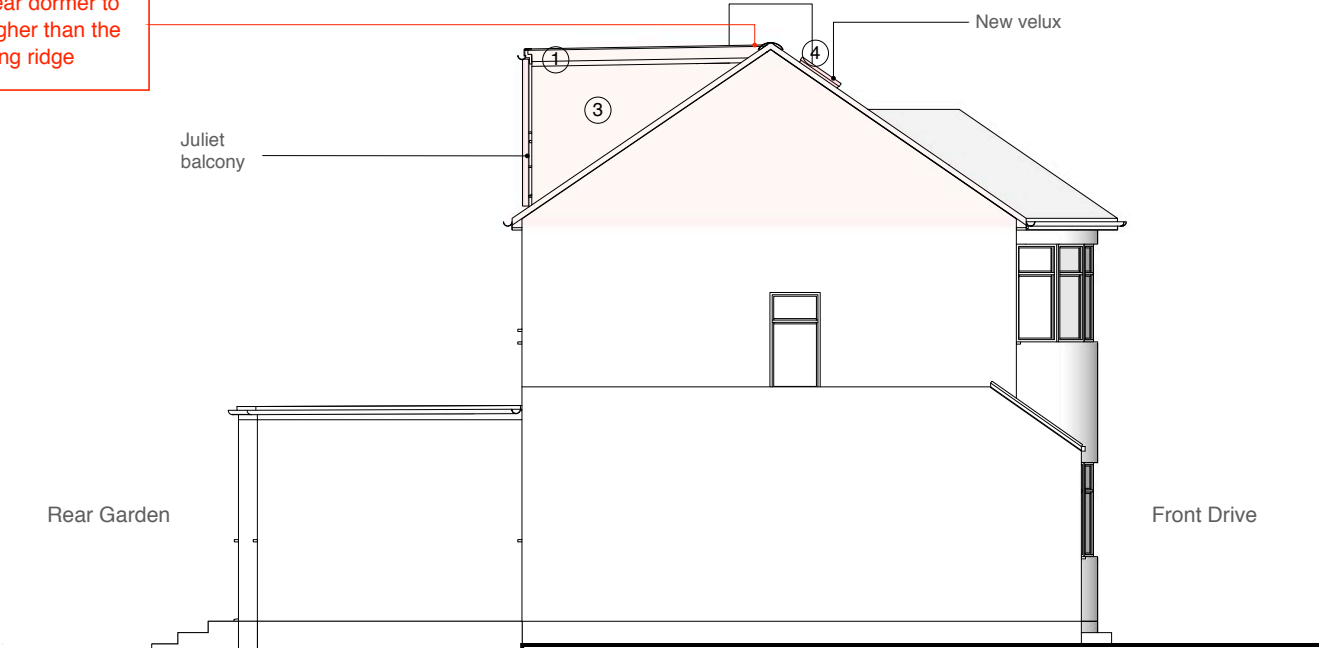 ear dormer to
gher than the
ng ridge
New velux
1
4
3
Juliet
balcony
Rear Garden
Front Drive